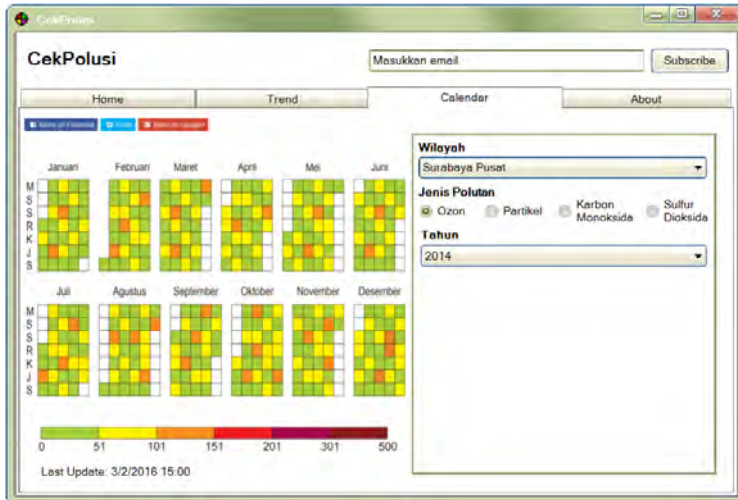 CekPolusi
CekPolusi
Masukkan email
Subscribe
Home Trend Calendar About
Januari Februari Maret April Mei Juni
M
S
S
R
K
J
S
Juli Agustus September Oktober November Desember
M
S
S
R
K
J
S
0 51 101 151 201 301 500
Last Update: 3/2/2016 15:00
Wilayah
Surabaya Pusat
Jenis Polutan
Ozon Partikel Karbon Monoksida Sulfur Dioksida
Tahun
2014